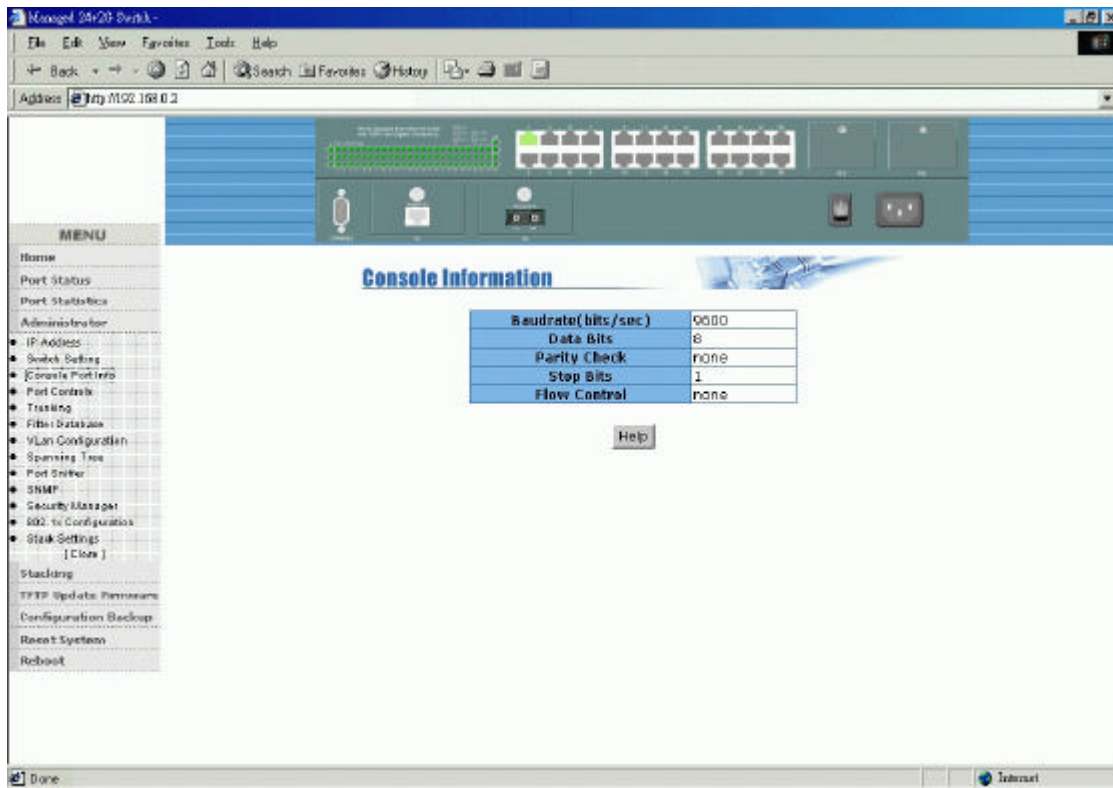 Managed 24+2G Switch -
File Edit View Favorites Tools Help
Back Search Favorites History
Address http://192.168.0.2
MENU
Home
Port Status
Port Statistics
Administrator
IP Address
Switch Setting
Console Port Info
Port Controls
Trunking
Filter Database
VLan Configuration
Spanning Tree
Port Sniffer
SNMP
Security Manager
802.1x Configuration
Stack Settings
[ Close ]
Stacking
TFTP Update Firmware
Configuration Backup
Reset System
Reboot
Console Information
Baudrate(bits/sec) 9600
Data Bits 8
Parity Check none
Stop Bits 1
Flow Control none
Help
Done
Internet